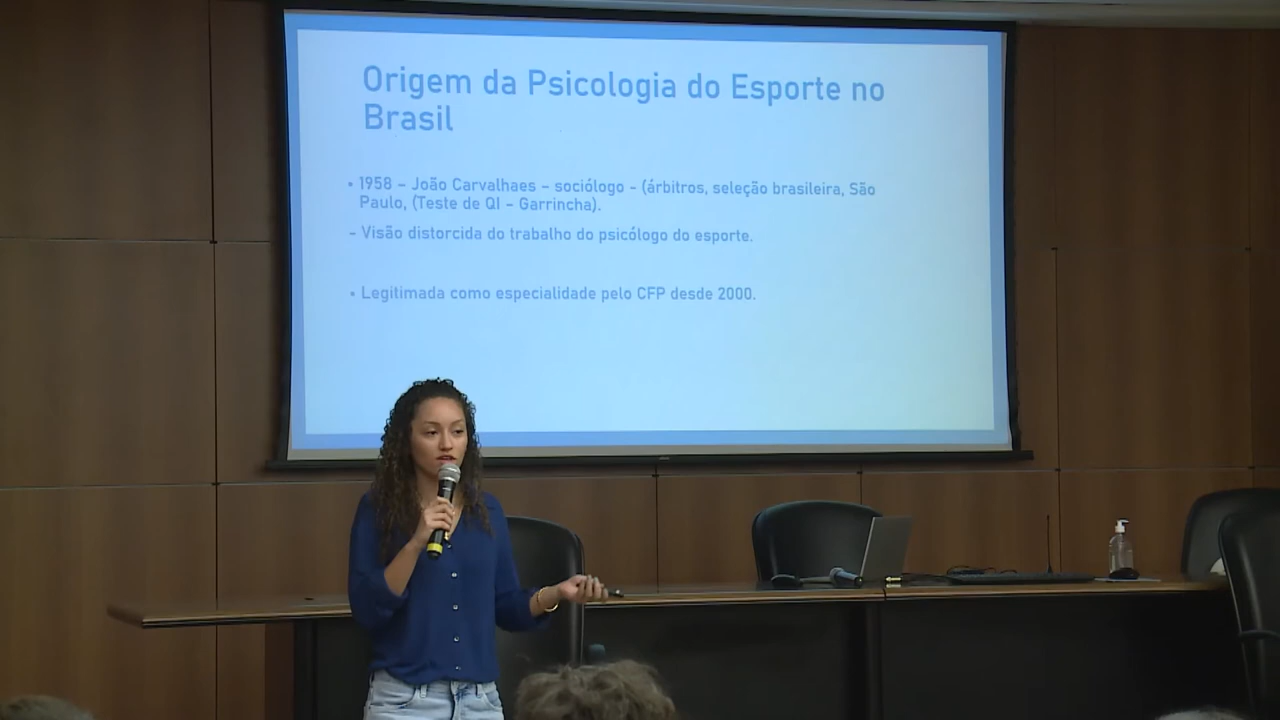 Origem da Psicologia do Esporte no
Brasil
• 1958 – João Carvalhaes – sociólogo - (árbitros, seleção brasileira, São
Paulo, (Teste de QI – Garrincha).
- Visão distorcida do trabalho do psicólogo do esporte.
• Legitimada como especialidade pelo CFP desde 2000.